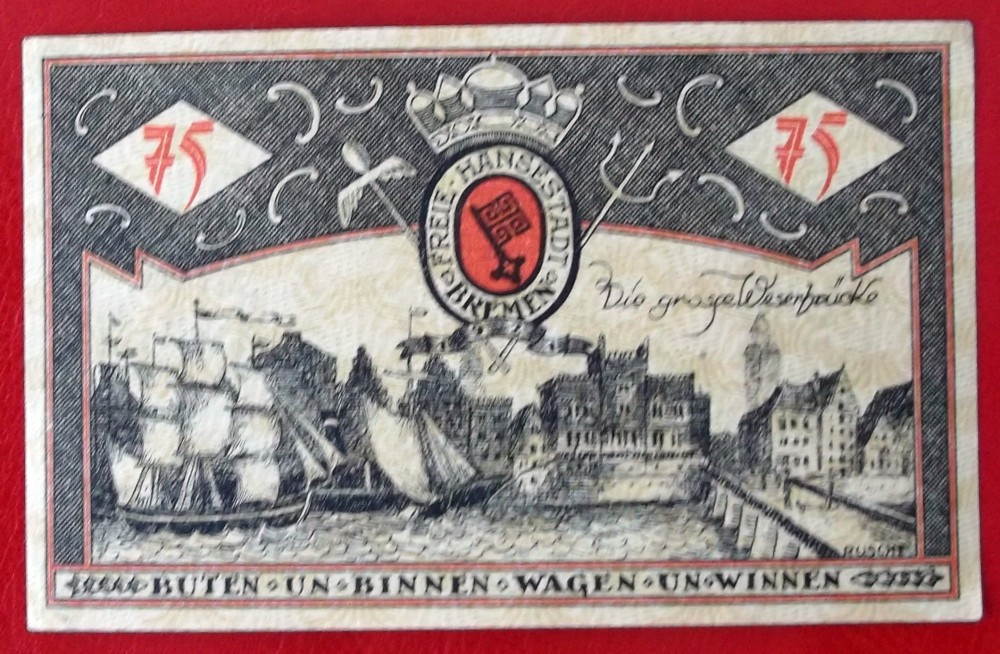 75
75
FREIE · HANSESTADT
BREMEN
Die grosse Weserbrücke
RUSCHT
BUTEN · UN · BINNEN · WAGEN · UN · WINNEN